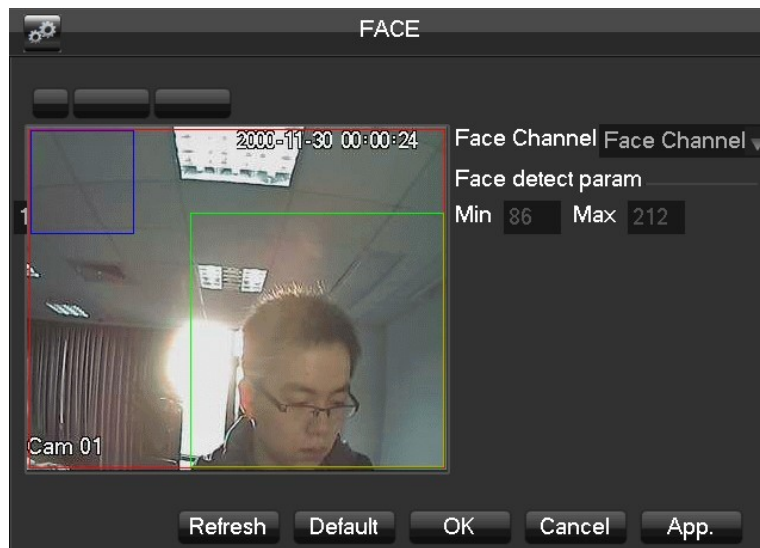 FACE
2000-11-30 00:00:24
Face Channel Face Channel
Face detect param
1
Min 86 Max 212
Cam 01
Refresh Default OK Cancel App.